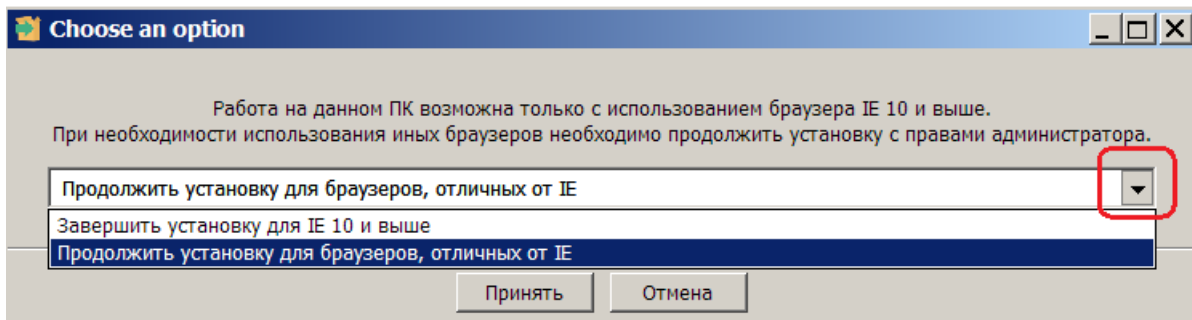 Choose an option
Работа на данном ПК возможна только с использованием браузера IE 10 и выше.
При необходимости использования иных браузеров необходимо продолжить установку с правами администратора.
Продолжить установку для браузеров, отличных от IE
Завершить установку для IE 10 и выше
Продолжить установку для браузеров, отличных от IE
Принять
Отмена